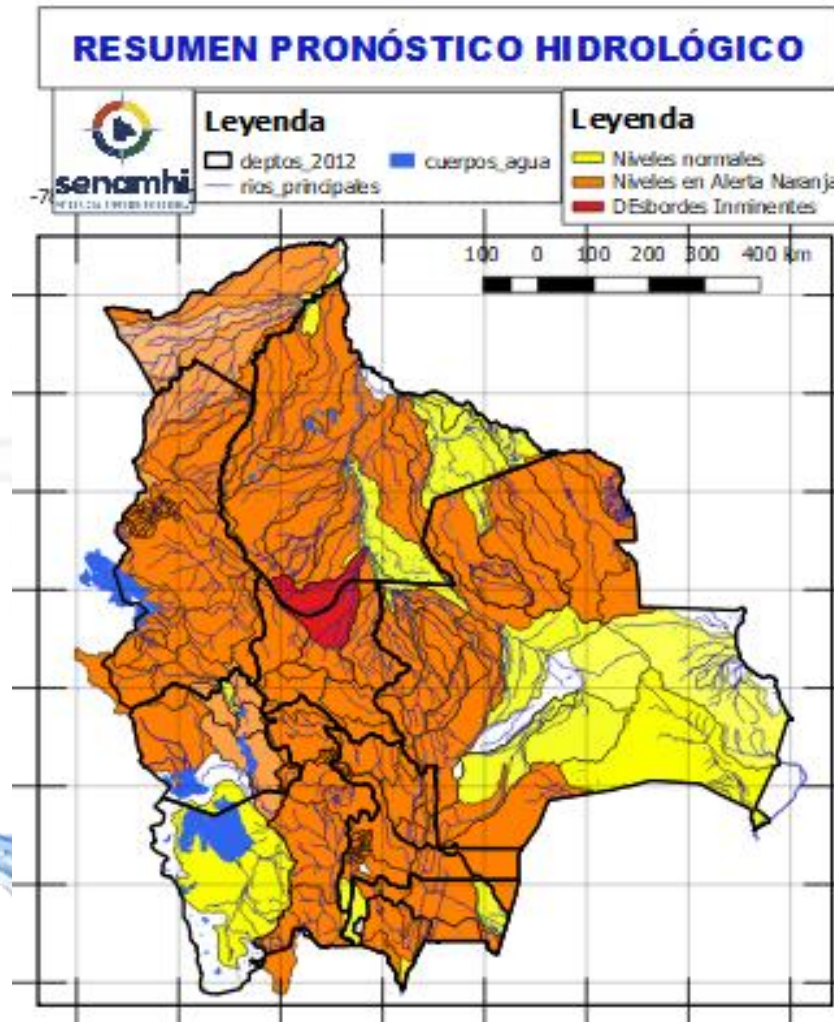 RESUMEN PRONÓSTICO HIDROLÓGICO
senamhi
Leyenda
deptos_2012
cuerpos_agua
rios_principales
Leyenda
Niveles normales
Niveles en Alerta Naranja
DEsbordes Inminentes
100 0 100 200 300 400 km